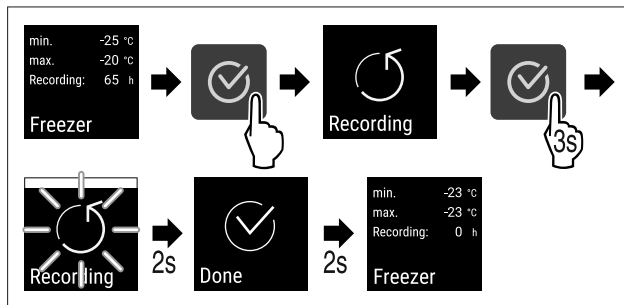 min. -25 °C
max. -20 °C
Recording: 65 h
Freezer
Recording
3s
Recording
2s
Done
2s
min. -23 °C
max. -23 °C
Recording: 0 h
Freezer